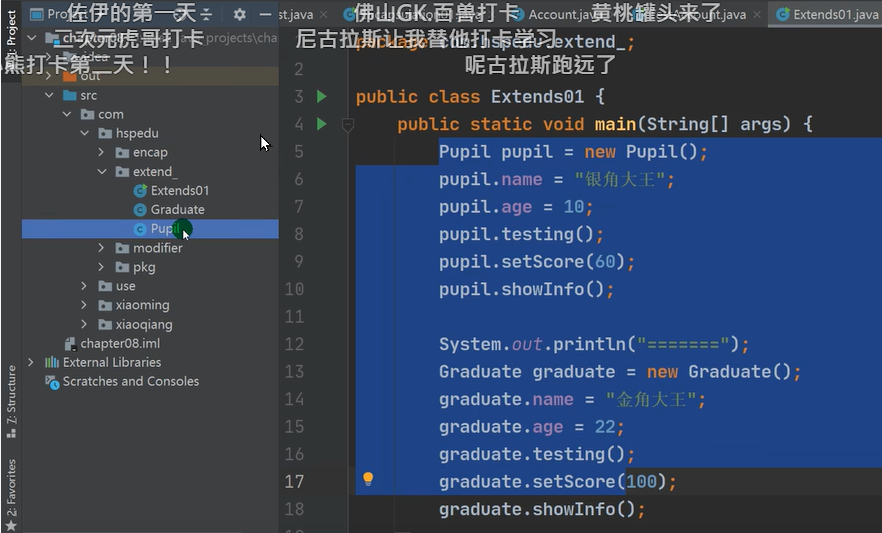 佐伊的第一天
佛山GK 百兽打卡
黄桃罐头来了
st.java
Account.java
Account.java
Extends01.java
二次元虎哥打卡
尼古拉斯让我替他打卡学习
projects\cha
小熊打卡第二天！！
呢古拉斯跑远了
1: Project
out
src
com
hspedu
encap
extend_
Extends01
Graduate
Pupil
modifier
pkg
use
xiaoming
xiaoqiang
chapter08.iml
External Libraries
Scratches and Consoles
7: Structure
2: Favorites
extend_;
2
3 public class Extends01 {
4 public static void main(String[] args) {
5 Pupil pupil = new Pupil();
6 pupil.name = "银角大王";
7 pupil.age = 10;
8 pupil.testing();
9 pupil.setScore(60);
10 pupil.showInfo();
11
12 System.out.println("=======");
13 Graduate graduate = new Graduate();
14 graduate.name = "金角大王";
15 graduate.age = 22;
16 graduate.testing();
17 graduate.setScore(100);
18 graduate.showInfo();